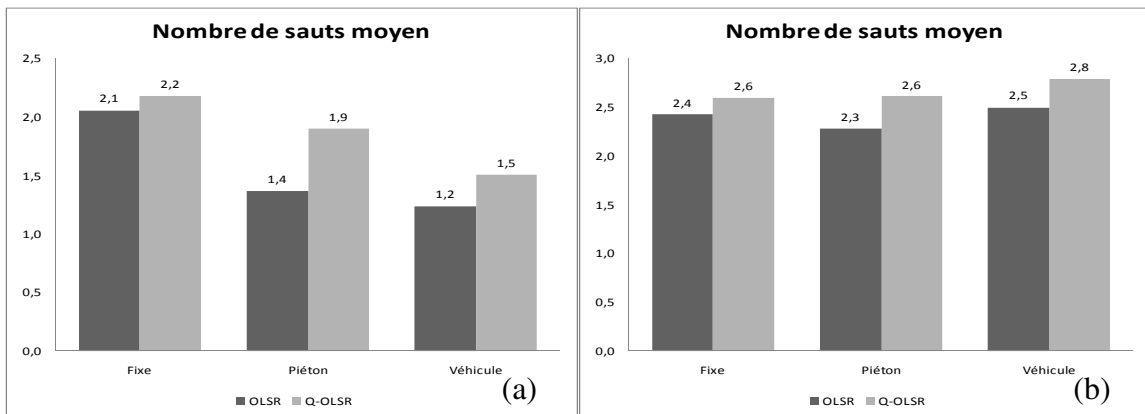 Nombre de sauts moyen
2,5
2,0
1,5
1,0
0,5
0,0
2,1
2,2
1,4
1,9
1,2
1,5
Fixe
Piéton
Véhicule
(a)
OLSR
Q-OLSR
Nombre de sauts moyen
3,0
2,5
2,0
1,5
1,0
0,5
0,0
2,4
2,6
2,3
2,6
2,5
2,8
Fixe
Piéton
Véhicule
(b)
OLSR
Q-OLSR